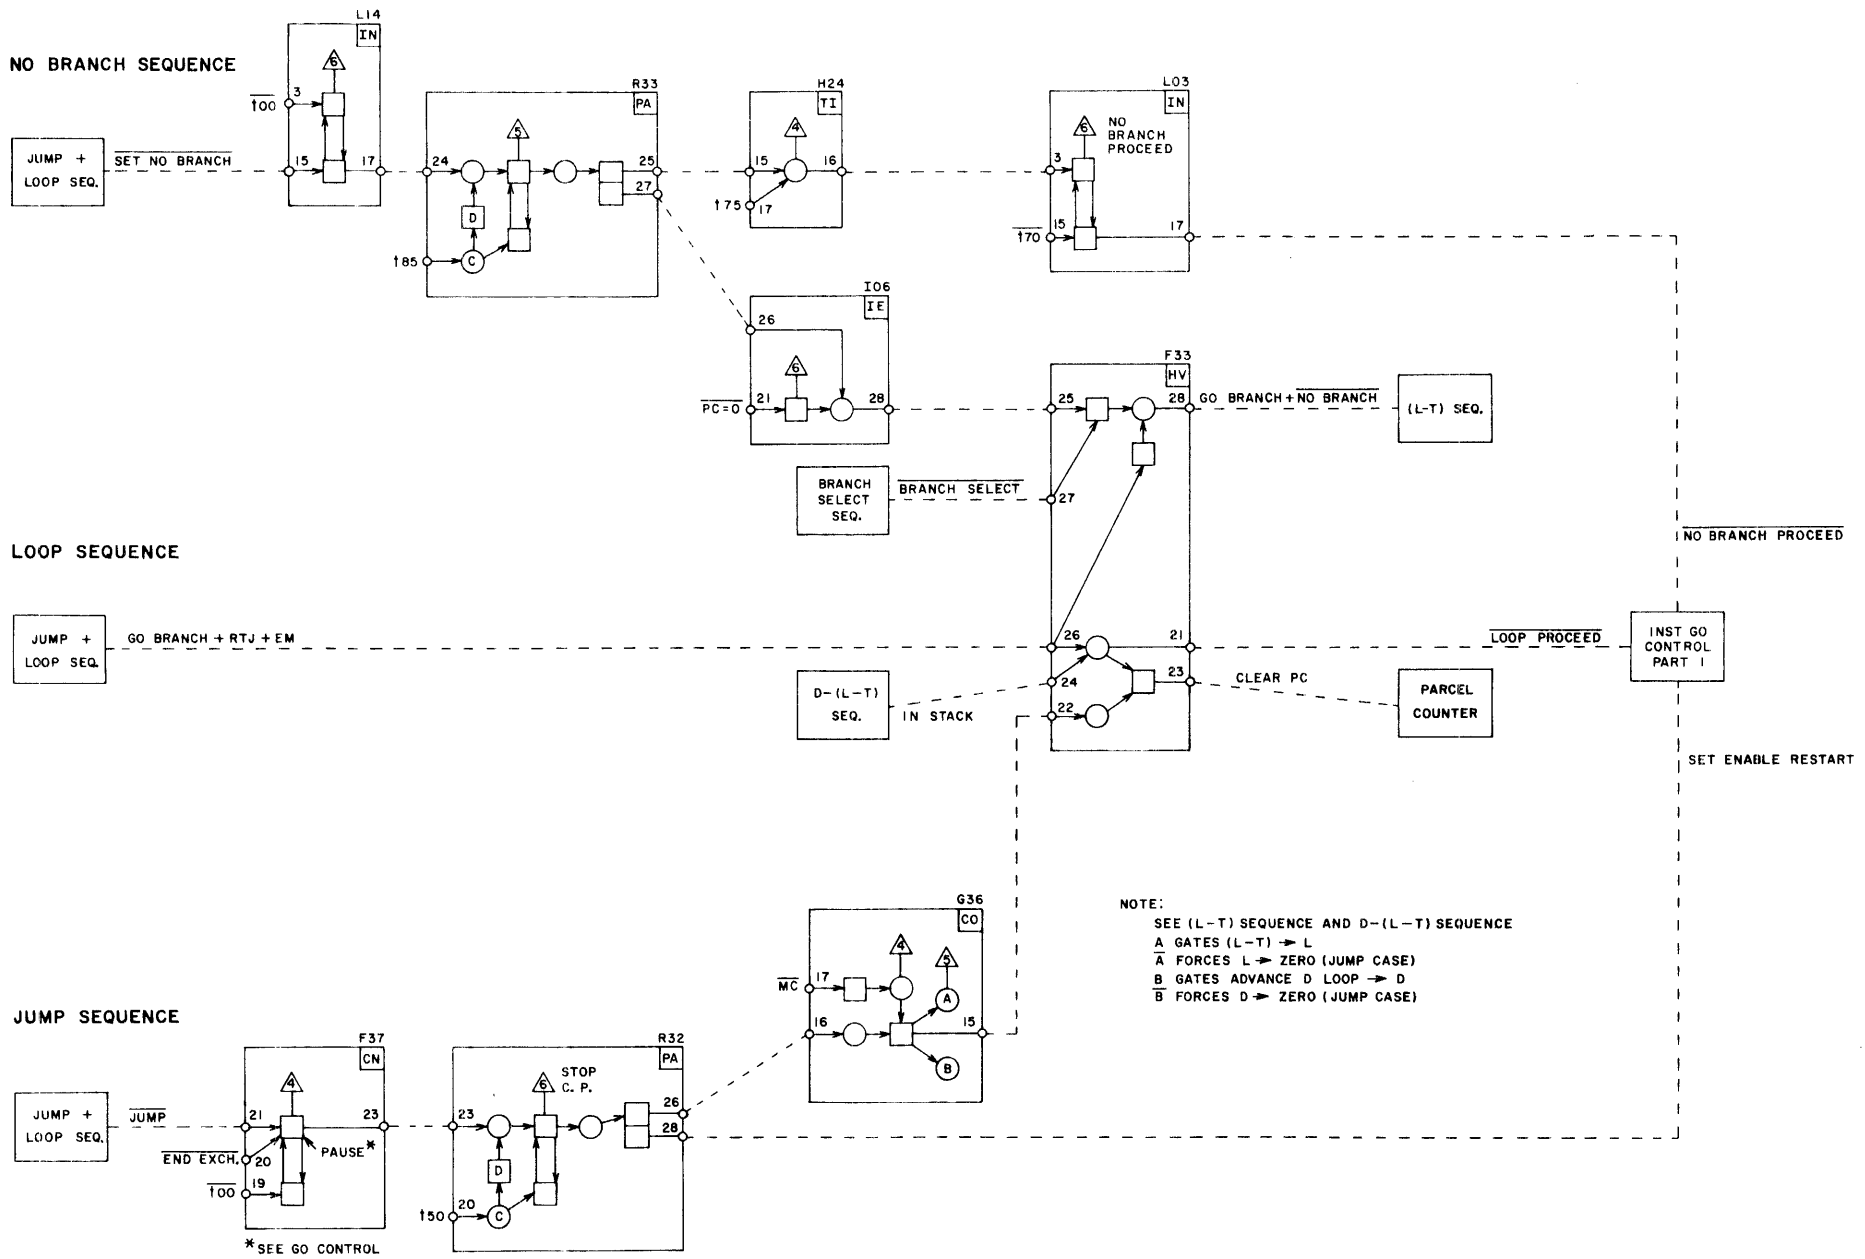 NO BRANCH SEQUENCE
L14
IN
6
t00
3
JUMP +
LOOP SEQ.
SET NO BRANCH
15
17
R33
PA
5
24
25
27
D
t85
C
H24
TI
4
15
16
t75
17
L03
IN
6
NO
BRANCH
PROCEED
3
t70
15
17
I06
IE
26
6
PC=0
21
28
F33
HV
25
28
GO BRANCH + NO BRANCH
(L-T) SEQ.
BRANCH
SELECT
SEQ.
BRANCH SELECT
27
NO BRANCH PROCEED
LOOP SEQUENCE
JUMP +
LOOP SEQ.
GO BRANCH + RTJ + EM
26
21
LOOP PROCEED
INST GO
CONTROL
PART I
D-(L-T)
SEQ.
IN STACK
24
23
CLEAR PC
PARCEL
COUNTER
22
SET ENABLE RESTART
G36
CO
4
5
MC
17
A
16
15
B
NOTE:
SEE (L-T) SEQUENCE AND D-(L-T) SEQUENCE
A GATES (L-T) → L
A FORCES L → ZERO (JUMP CASE)
B GATES ADVANCE D LOOP → D
B FORCES D → ZERO (JUMP CASE)
JUMP SEQUENCE
F37
CN
4
JUMP +
LOOP SEQ.
JUMP
21
23
END EXCH.
20
PAUSE*
t00
19
*SEE GO CONTROL
R32
PA
6
STOP
C. P.
23
26
28
D
t50
20
C